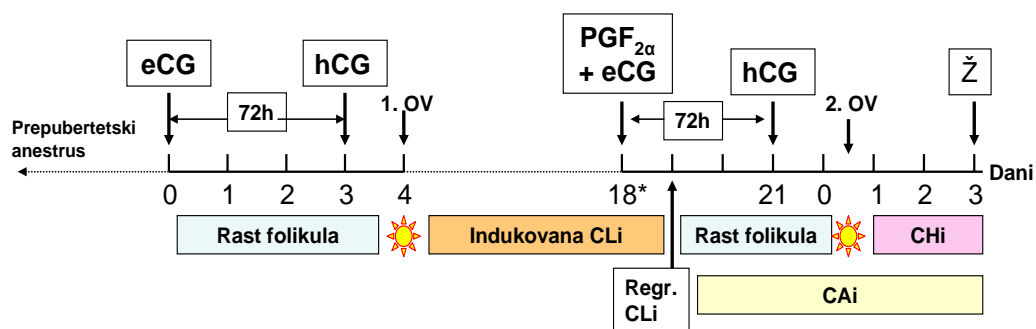 eCG
hCG
PGF2α
+ eCG
hCG
Ž
72h
1. OV
72h
2. OV
Prepubertetski
anestrus
Dani
0 1 2 3 4 18* 21 0 1 2 3
Rast folikula
Indukovana CLi
Rast folikula
CHi
Regr.
CLi
CAi